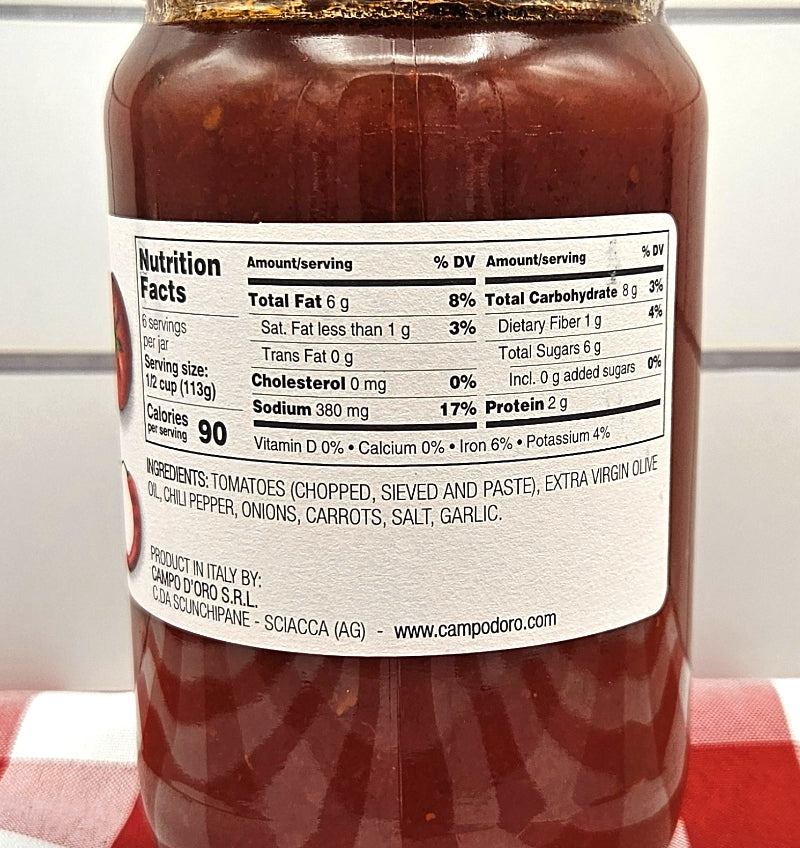 Nutrition
Facts
6 servings
per jar
Serving size:
1/2 cup (113g)
Calories
per serving 90
Amount/serving % DV
Total Fat 6 g 8%
Sat. Fat less than 1 g 3%
Trans Fat 0 g
Cholesterol 0 mg 0%
Sodium 380 mg 17%
Amount/serving % DV
Total Carbohydrate 8 g 3%
Dietary Fiber 1 g 4%
Total Sugars 6 g
Incl. 0 g added sugars 0%
Protein 2 g
Vitamin D 0% • Calcium 0% • Iron 6% • Potassium 4%
INGREDIENTS: TOMATOES (CHOPPED, SIEVED AND PASTE), EXTRA VIRGIN OLIVE
OIL, CHILI PEPPER, ONIONS, CARROTS, SALT, GARLIC.
PRODUCT IN ITALY BY:
CAMPO D'ORO S.R.L.
C.DA SCUNCHIPANE - SCIACCA (AG) - www.campodoro.com